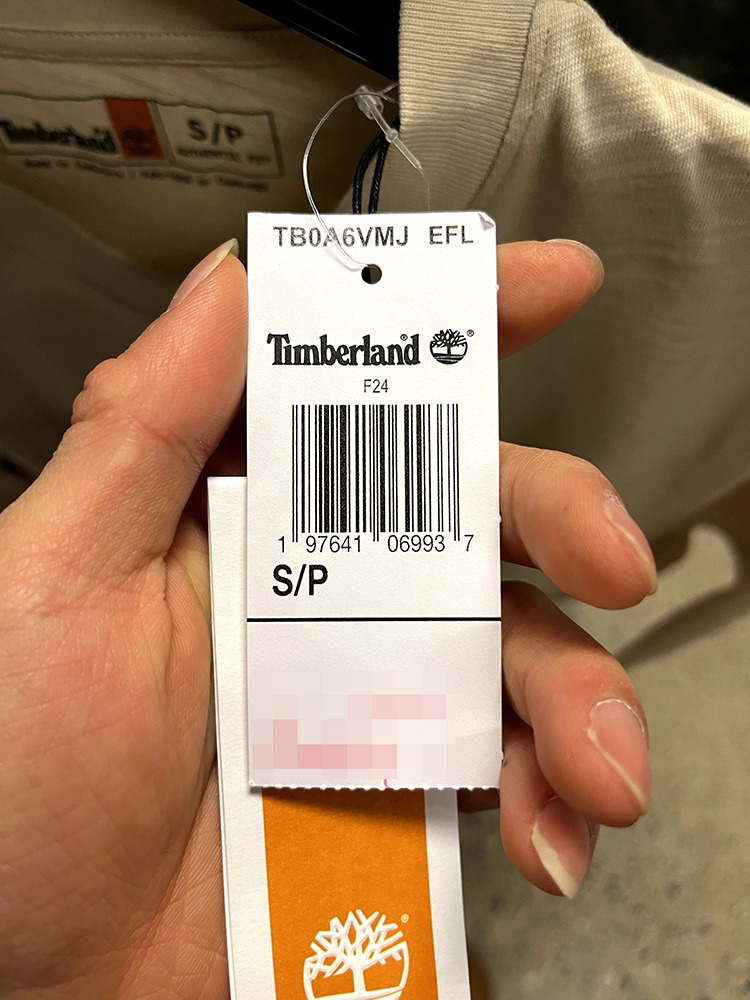 Timberland
S/P
TB0A6VMJ EFL
Timberland® ®
F24
1 97641 06993 7
S/P
®